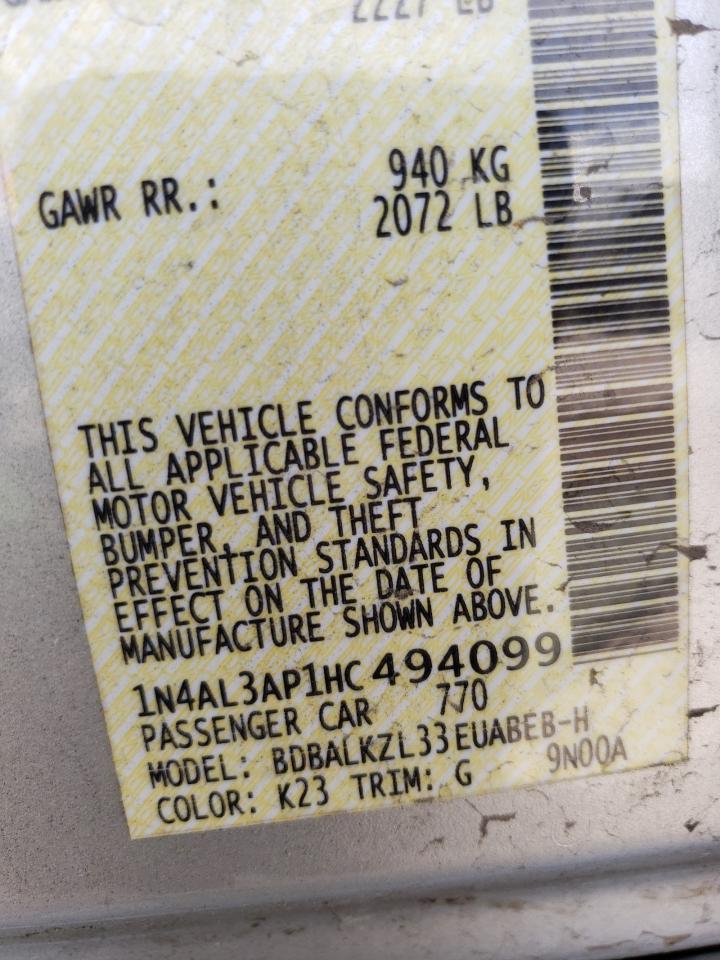 2227 LB
GAWR RR.: 940 KG
2072 LB
THIS VEHICLE CONFORMS TO
ALL APPLICABLE FEDERAL
MOTOR VEHICLE SAFETY,
BUMPER, AND THEFT
PREVENTION STANDARDS IN
EFFECT ON THE DATE OF
MANUFACTURE SHOWN ABOVE.
1N4AL3AP1HC494099
PASSENGER CAR 770
MODEL: BDBALKZL33EUABEB-H
COLOR: K23 TRIM: G 9N00A